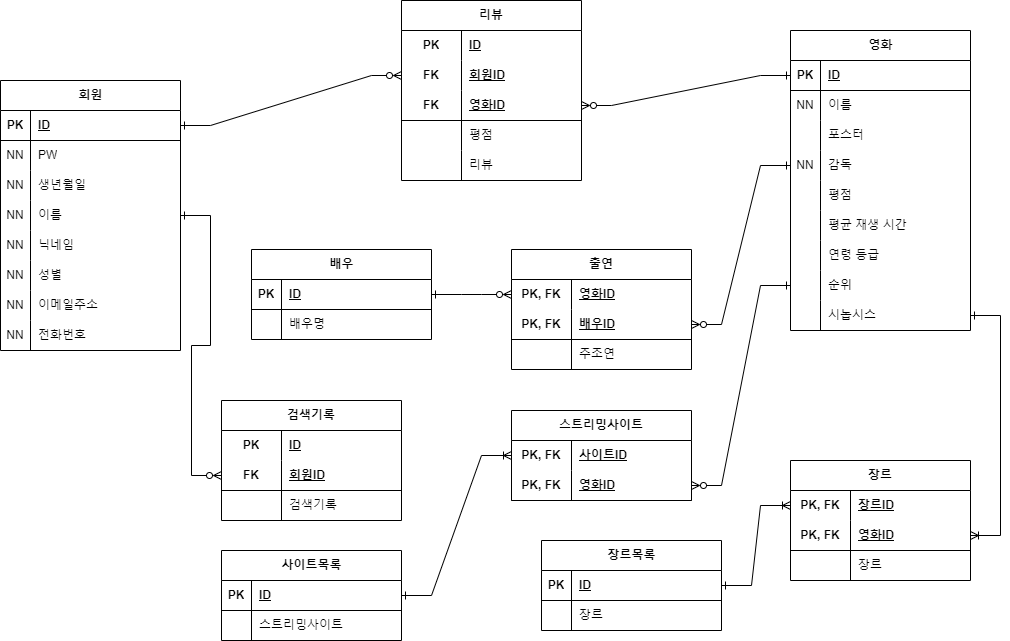 리뷰
PK ID
FK 회원ID
FK 영화ID
평점
리뷰
영화
PK ID
NN 이름
포스터
NN 감독
평점
평균 재생 시간
연령 등급
순위
시놉시스
회원
PK ID
NN PW
NN 생년월일
NN 이름
NN 닉네임
NN 성별
NN 이메일주소
NN 전화번호
배우
PK ID
배우명
출연
PK, FK 영화ID
PK, FK 배우ID
주조연
검색기록
PK ID
FK 회원ID
검색기록
스트리밍사이트
PK, FK 사이트ID
PK, FK 영화ID
장르
PK, FK 장르ID
PK, FK 영화ID
장르
사이트목록
PK ID
스트리밍사이트
장르목록
PK ID
장르